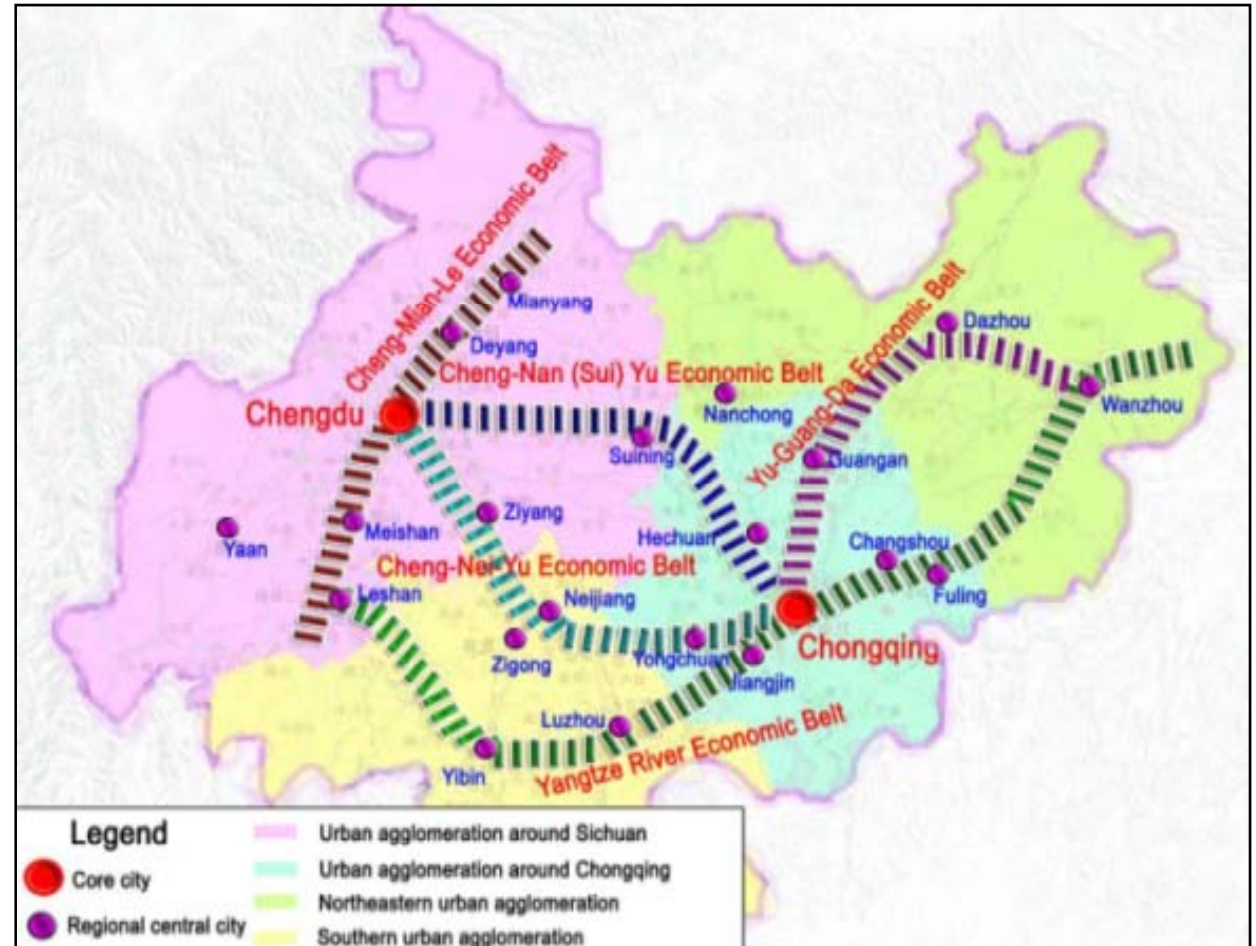 Cheng-Mian-Le Economic Belt
Mianyang
Deyang
Cheng-Nan (Sui) Yu Economic Belt
Chengdu
Nanchong
Suining
Yu-Guang-Da Economic Belt
Dazhou
Wanzhou
Guangan
Ziyang
Meishan
Yaan
Hechuan
Changshou
Cheng-Nei-Yu Economic Belt
Leshan
Neijiang
Fuling
Zigong
Yongchuan
Chongqing
Jiangjin
Luzhou
Yangtze River Economic Belt
Yibin
Legend
Core city
Regional central city
Urban agglomeration around Sichuan
Urban agglomeration around Chongqing
Northeastern urban agglomeration
Southern urban agglomeration